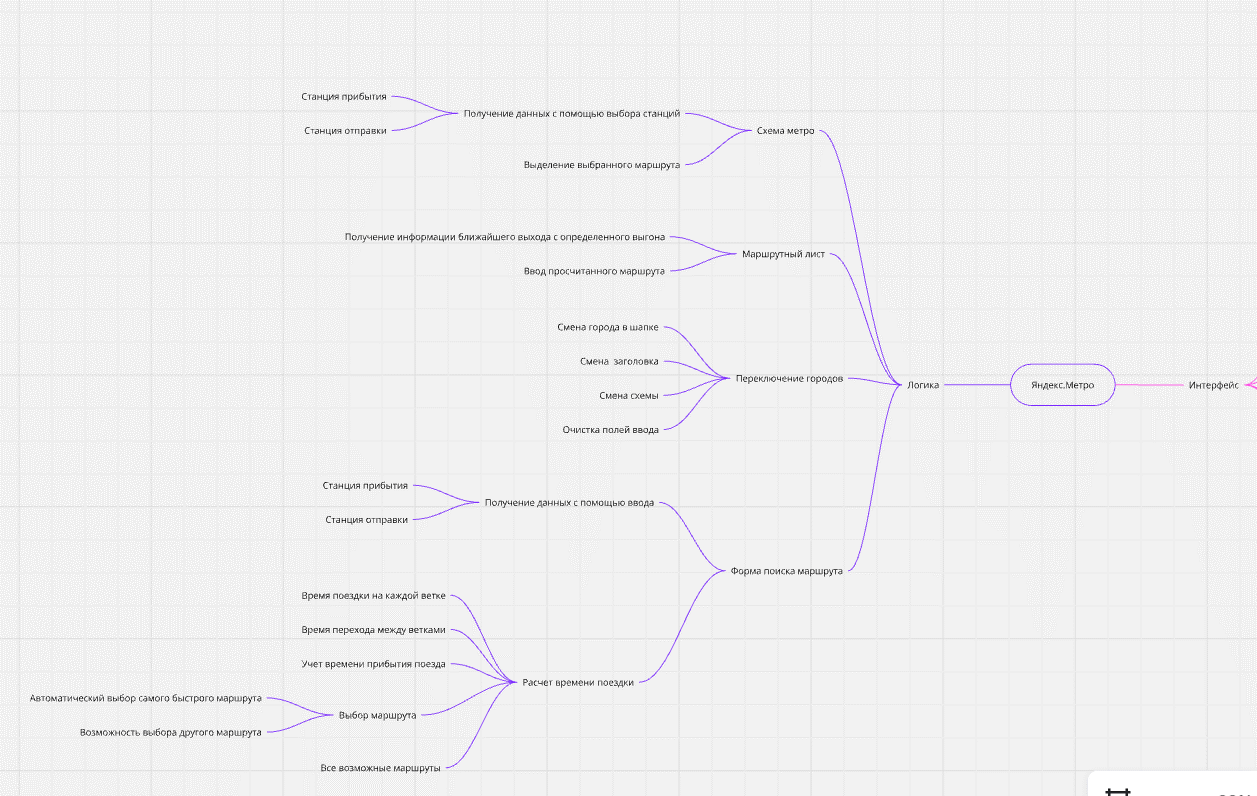 Станция прибытия
Получение данных с помощью выбора станций
Станция отправки
Схема метро
Выделение выбранного маршрута
Получение информации ближайшего выхода с определенного выгона
Маршрутный лист
Ввод просчитанного маршрута
Смена города в шапке
Смена заголовка
Переключение городов
Смена схемы
Очистка полей ввода
Логика
Яндекс.Метро
Интерфейс
Станция прибытия
Получение данных с помощью ввода
Станция отправки
Форма поиска маршрута
Время поездки на каждой ветке
Время перехода между ветками
Учет времени прибытия поезда
Расчет времени поездки
Автоматический выбор самого быстрого маршрута
Выбор маршрута
Возможность выбора другого маршрута
Все возможные маршруты